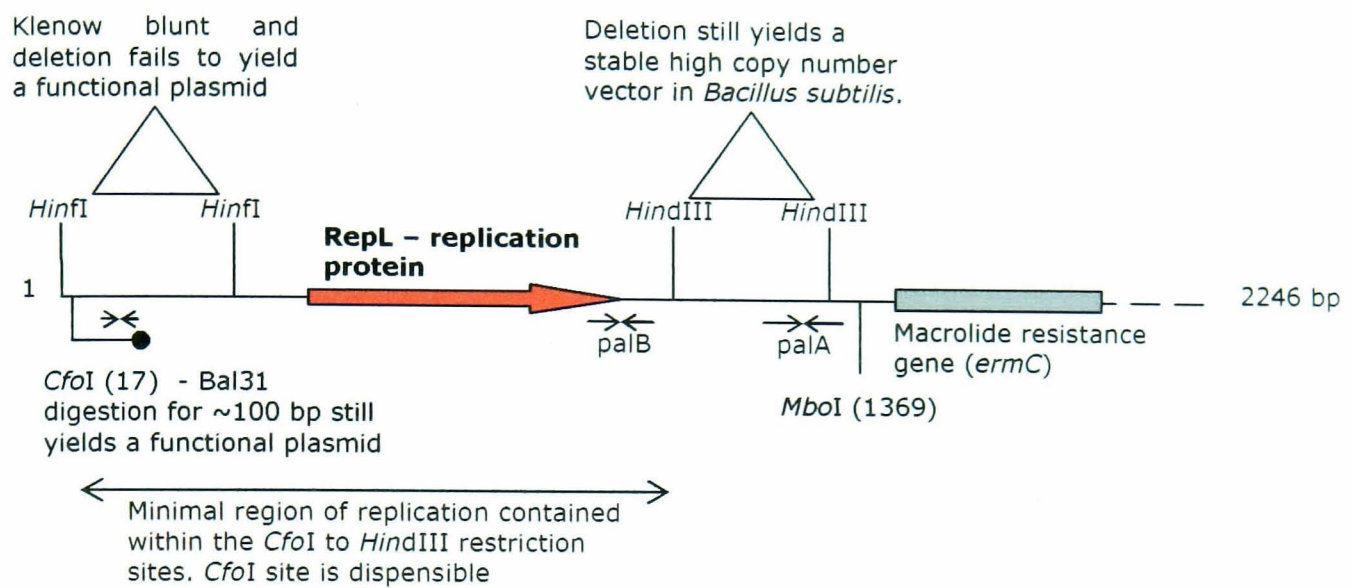 Klenow blunt and
deletion fails to yield
a functional plasmid
Deletion still yields a
stable high copy number
vector in Bacillus subtilis.
HinfI
HinfI
HindIII
HindIII
RepL – replication
protein
1
2246 bp
palB
palA
Macrolide resistance
gene (ermC)
CfoI (17) - Bal31
digestion for ~100 bp still
yields a functional plasmid
MboI (1369)
Minimal region of replication contained
within the CfoI to HindIII restriction
sites. CfoI site is dispensible